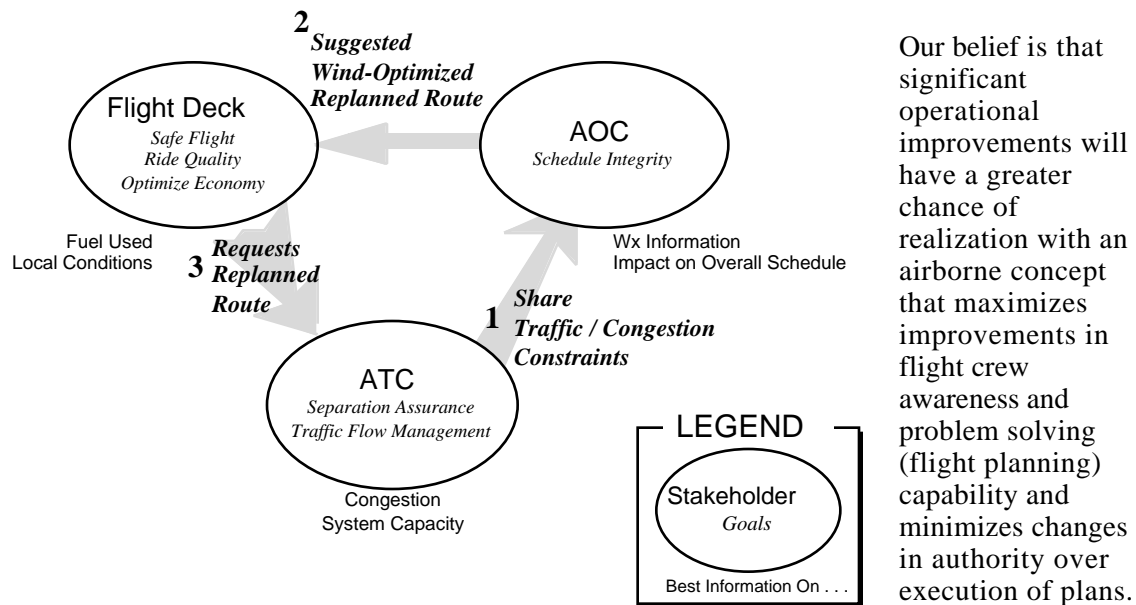 2
Suggested
Wind-Optimized
Replanned Route
Flight Deck
Safe Flight
Ride Quality
Optimize Economy
Fuel Used
Local Conditions
AOC
Schedule Integrity
Wx Information
Impact on Overall Schedule
3 Requests
Replanned
Route
1 Share
Traffic / Congestion
Constraints
ATC
Separation Assurance
Traffic Flow Management
Congestion
System Capacity
LEGEND
Stakeholder
Goals
Best Information On . . .
Our belief is that
significant
operational
improvements will
have a greater
chance of
realization with an
airborne concept
that maximizes
improvements in
flight crew
awareness and
problem solving
(flight planning)
capability and
minimizes changes
in authority over
execution of plans.